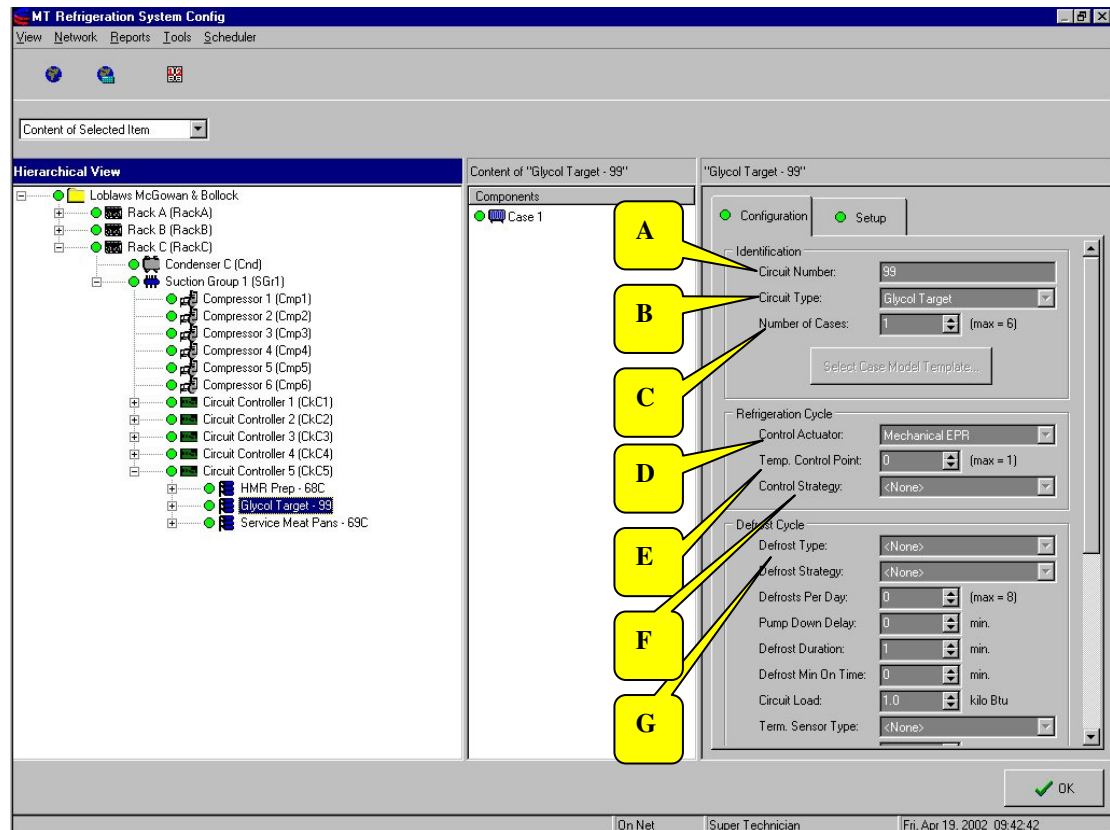 MT Refrigeration System Config
View Network Reports Tools Scheduler
Content of Selected Item
Hierarchical View
Loblaws McGowan & Bollock
Rack A (RackA)
Rack B (RackB)
Rack C (RackC)
Condenser C (Cnd)
Suction Group 1 (SGr1)
Compressor 1 (Cmp1)
Compressor 2 (Cmp2)
Compressor 3 (Cmp3)
Compressor 4 (Cmp4)
Compressor 5 (Cmp5)
Compressor 6 (Cmp6)
Circuit Controller 1 (CkC1)
Circuit Controller 2 (CkC2)
Circuit Controller 3 (CkC3)
Circuit Controller 4 (CkC4)
Circuit Controller 5 (CkC5)
HMR Prep - 68C
Glycol Target - 99
Service Meat Pans - 69C
Content of "Glycol Target - 99"
Components
Case 1
A
B
C
D
E
F
G
"Glycol Target - 99"
Configuration Setup
Identification
Circuit Number: 99
Circuit Type: Glycol Target
Number of Cases: 1 (max = 6)
Select Case Model Template...
Refrigeration Cycle
Control Actuator: Mechanical EPR
Temp. Control Point: 0 (max = 1)
Control Strategy: <None>
Defrost Cycle
Defrost Type: <None>
Defrost Strategy: <None>
Defrosts Per Day: 0 (max = 8)
Pump Down Delay: 0 min.
Defrost Duration: 1 min.
Defrost Min On Time: 0 min.
Circuit Load: 1.0 kilo Btu
Term. Sensor Type: <None>
OK
On Net Super Technician Fri, Apr 19, 2002 09:42:42